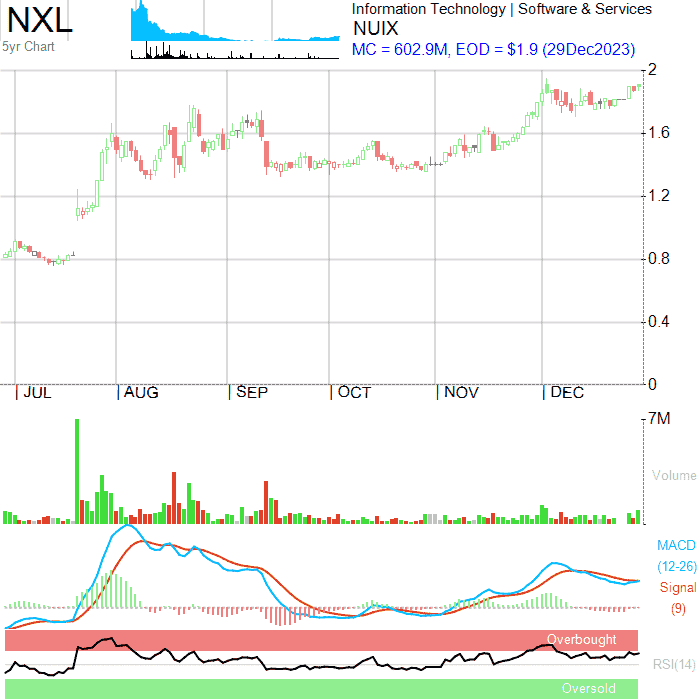 NXL
5yr Chart
Information Technology | Software & Services
NUIX
MC = 602.9M, EOD = $1.9 (29Dec2023)
2
1.6
1.2
0.8
0.4
0
JUL AUG SEP OCT NOV DEC
7M
Volume
MACD
(12-26)
Signal
(9)
Overbought
RSI(14)
Oversold